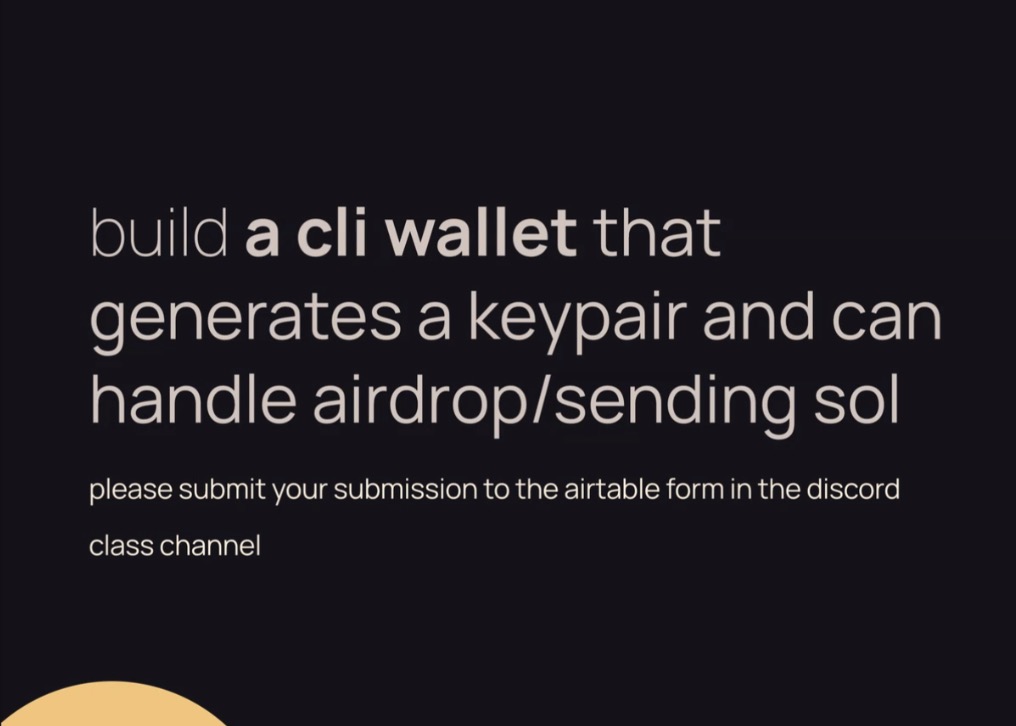 build a cli wallet that
generates a keypair and can
handle airdrop/sending sol
please submit your submission to the airtable form in the discord
class channel